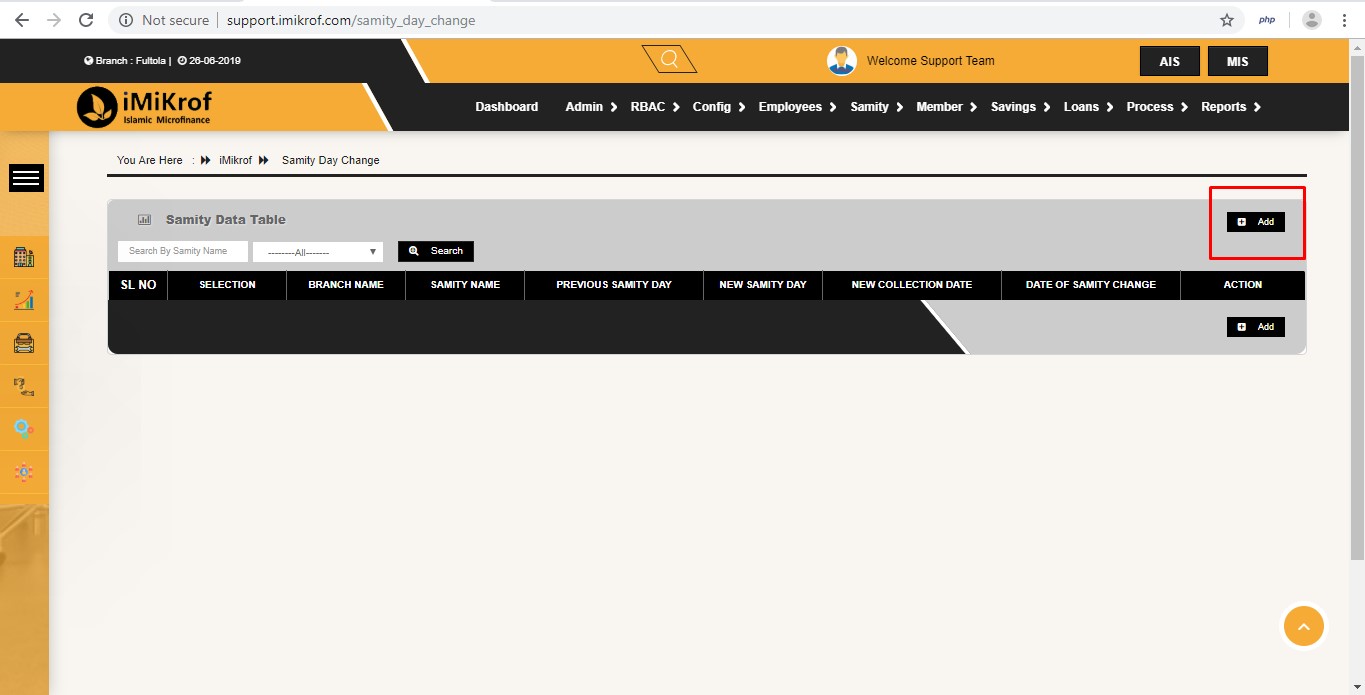 Not secure | support.imikrof.com/samity_day_change
php
Branch : Fultola | 26-06-2019
Welcome Support Team
AIS MIS
iMiKrof
Islamic Microfinance
Dashboard Admin RBAC Config Employees Samity Member Savings Loans Process Reports
You Are Here : iMikrof Samity Day Change
Samity Data Table
Add
Search By Samity Name --------All------- Search
SL NO SELECTION BRANCH NAME SAMITY NAME PREVIOUS SAMITY DAY NEW SAMITY DAY NEW COLLECTION DATE DATE OF SAMITY CHANGE ACTION
Add